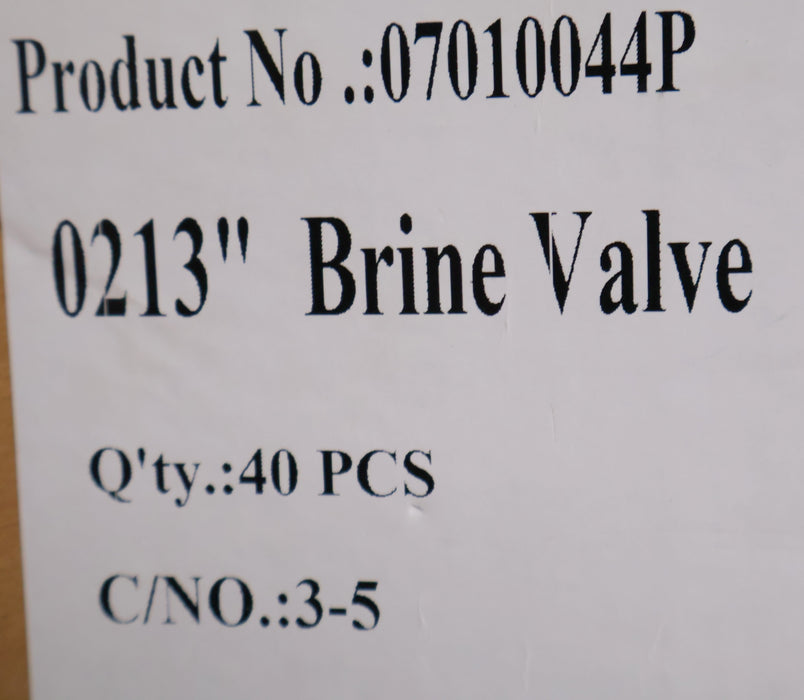 Product No .:07010044P
0213" Brine Valve
Q'ty.:40 PCS
C/NO.:3-5